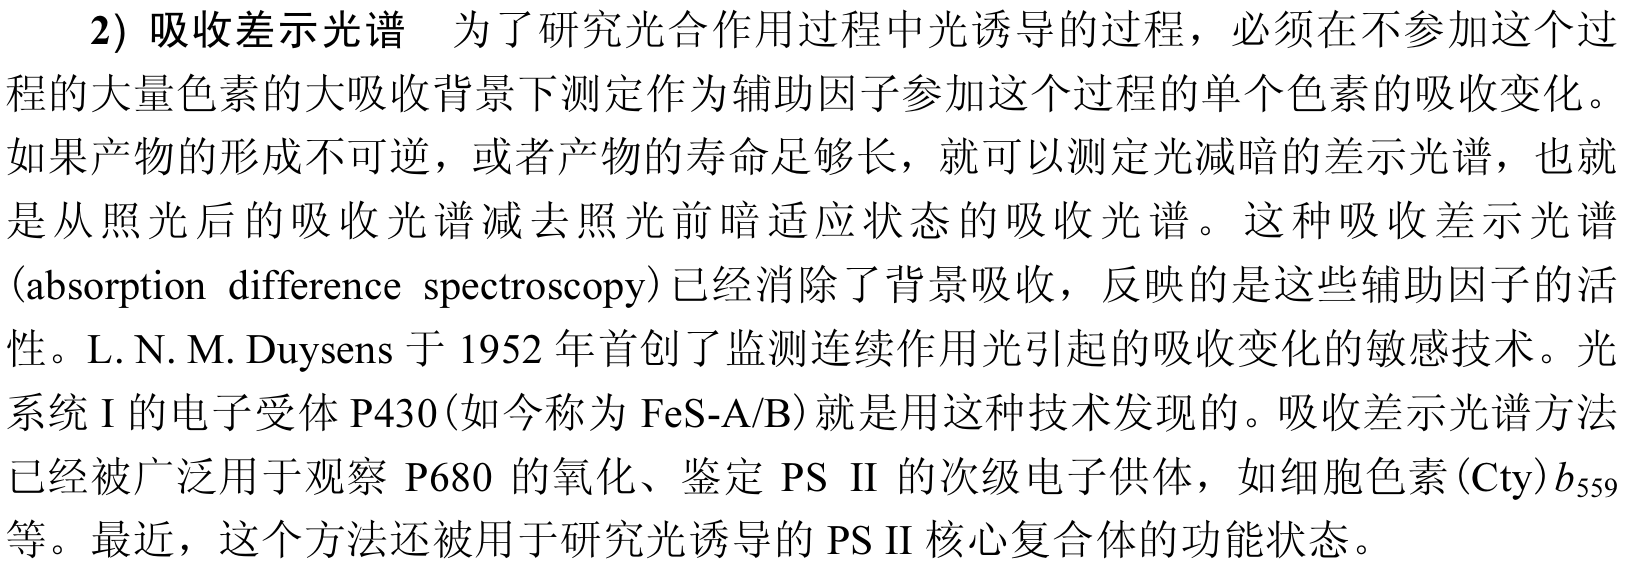 2) 吸收差示光谱 为了研究光合作用过程中光诱导的过程，必须在不参加这个过
程的大量色素的大吸收背景下测定作为辅助因子参加这个过程的单个色素的吸收变化。
如果产物的形成不可逆，或者产物的寿命足够长，就可以测定光减暗的差示光谱，也就
是从照光后的吸收光谱减去照光前暗适应状态的吸收光谱。这种吸收差示光谱
(absorption difference spectroscopy)已经消除了背景吸收，反映的是这些辅助因子的活
性。L. N. M. Duysens 于 1952 年首创了监测连续作用光引起的吸收变化的敏感技术。光
系统 I 的电子受体 P430(如今称为 FeS-A/B)就是用这种技术发现的。吸收差示光谱方法
已经被广泛用于观察 P680 的氧化、鉴定 PS II 的次级电子供体，如细胞色素(Cty)b559
等。最近，这个方法还被用于研究光诱导的 PS II 核心复合体的功能状态。